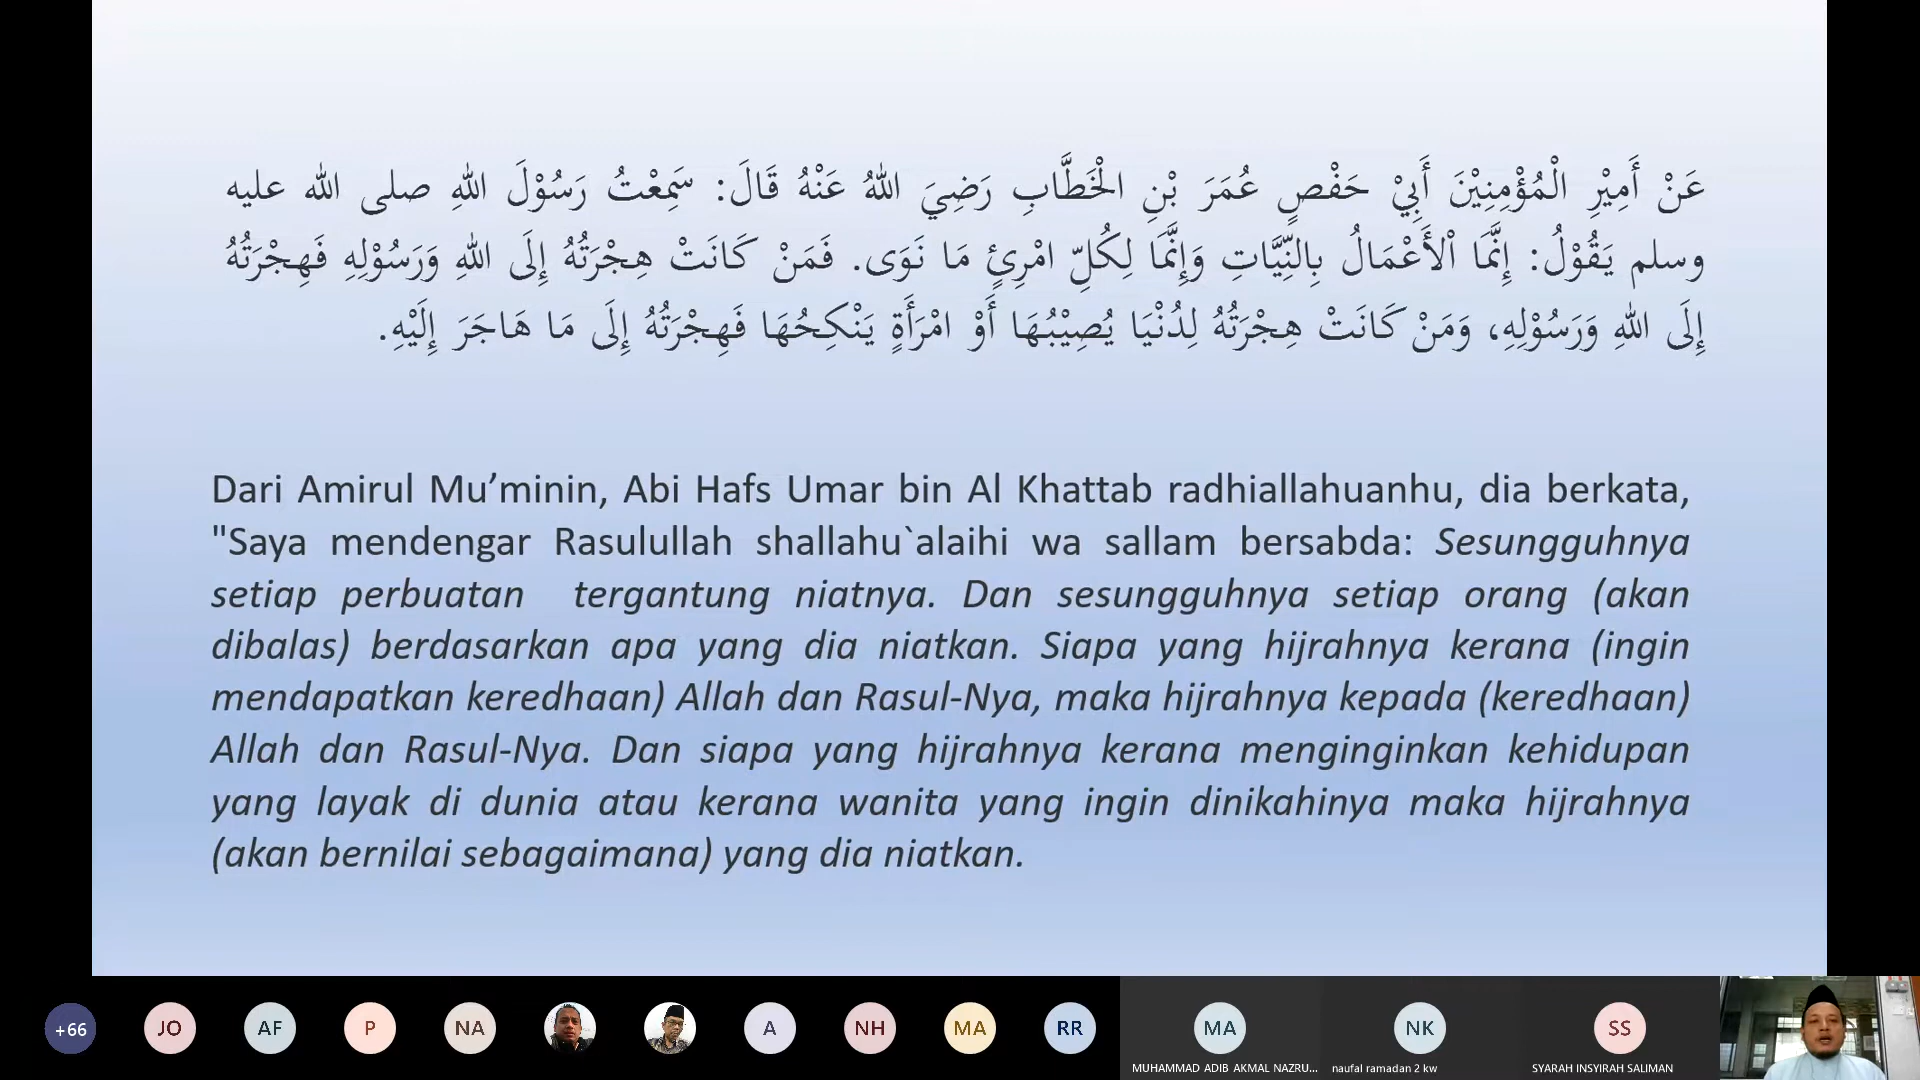 عَنْ أَمِيْرِ الْمُؤْمِنِيْنَ أَبِيْ حَفْصٍ عُمَرَ بْنِ الْخَطَّابِ رَضِيَ اللهُ عَنْهُ قَالَ: سَمِعْتُ رَسُوْلَ اللهِ صلى الله عليه
وسلم يَقُوْلُ: إِنَّمَا اْلأَعْمَالُ بِالنِّيَّاتِ وَإِنَّمَا لِكُلِّ امْرِئٍ مَا نَوَى. فَمَنْ كَانَتْ هِجْرَتُهُ إِلَى اللهِ وَرَسُوْلِهِ فَهِجْرَتُهُ
إِلَى اللهِ وَرَسُوْلِهِ، وَمَنْ كَانَتْ هِجْرَتُهُ لِدُنْيَا يُصِيْبُهَا أَوْ امْرَأَةٍ يَنْكِحُهَا فَهِجْرَتُهُ إِلَى مَا هَاجَرَ إِلَيْهِ.
Dari Amirul Mu’minin, Abi Hafs Umar bin Al Khattab radhiallahuanhu, dia berkata,
"Saya mendengar Rasulullah shallahu`alaihi wa sallam bersabda: Sesungguhnya
setiap perbuatan tergantung niatnya. Dan sesungguhnya setiap orang (akan
dibalas) berdasarkan apa yang dia niatkan. Siapa yang hijrahnya kerana (ingin
mendapatkan keredhaan) Allah dan Rasul-Nya, maka hijrahnya kepada (keredhaan)
Allah dan Rasul-Nya. Dan siapa yang hijrahnya kerana menginginkan kehidupan
yang layak di dunia atau kerana wanita yang ingin dinikahinya maka hijrahnya
(akan bernilai sebagaimana) yang dia niatkan.
+66 JO AF P NA A NH MA RR MA NK SS
MUHAMMAD ADIB AKMAL NAZRU... naufal ramadan 2 kw SYARAH INSYIRAH SALIMAN